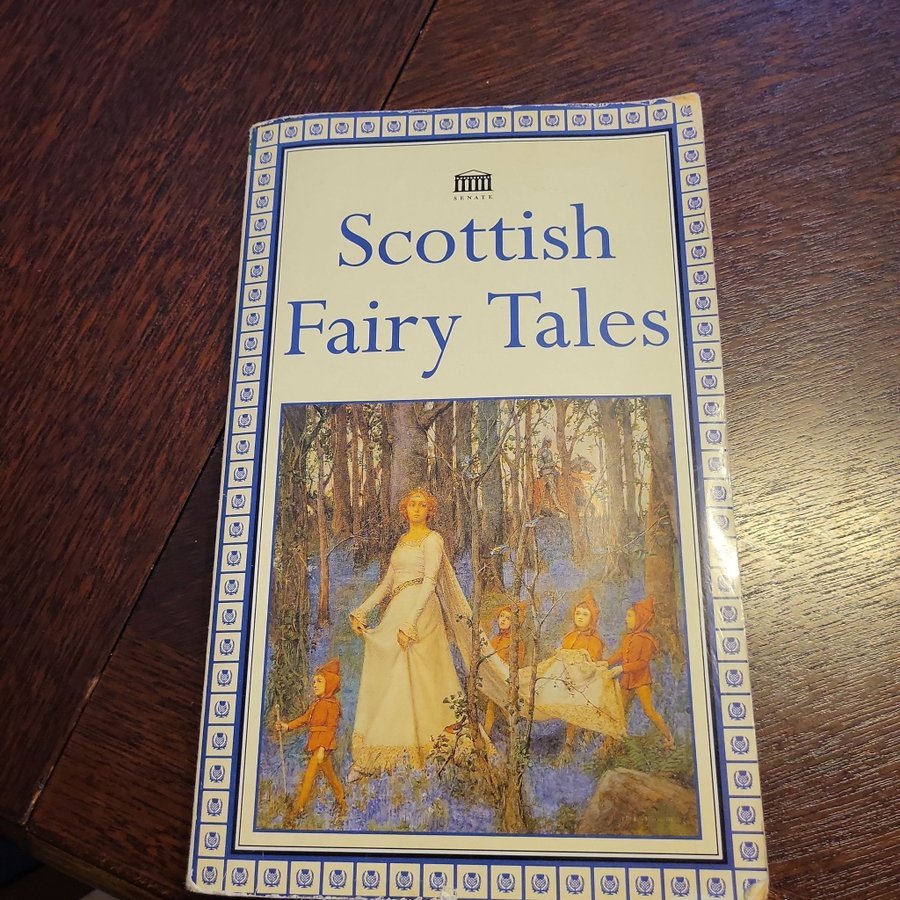 SENATE
Scottish
Fairy Tales